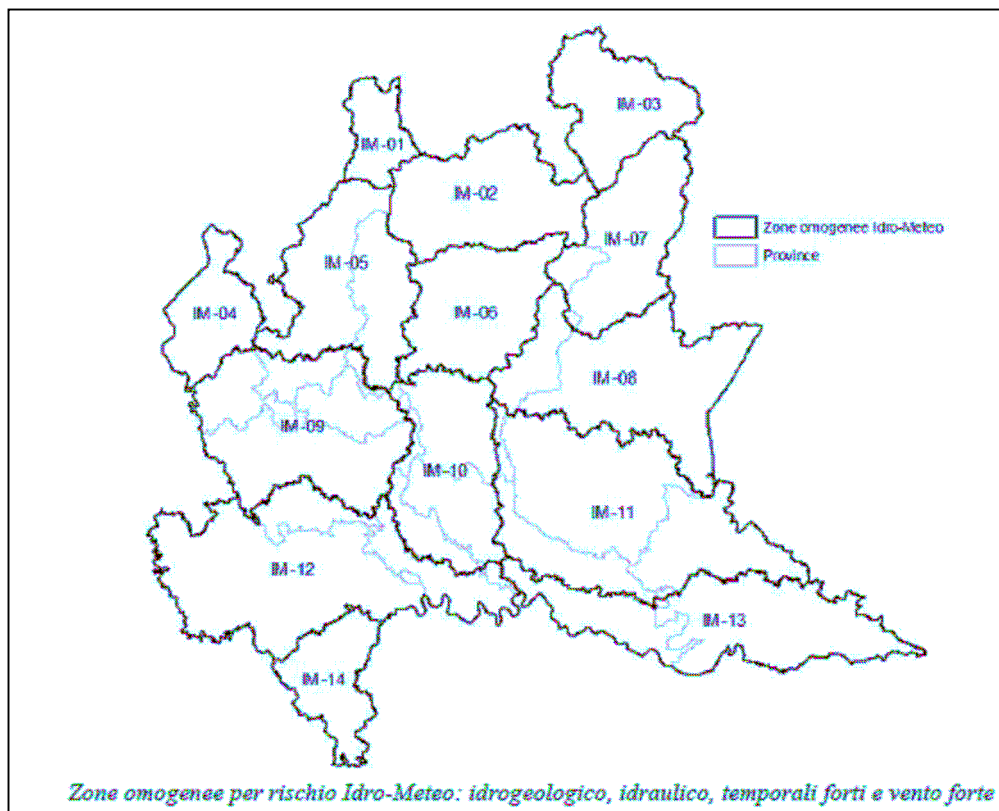 IM-03
IM-01
IM-02
Zone omogenee Idro-Meteo
IM-07
Province
IM-05
IM-04
IM-06
IM-08
IM-09
IM-10
IM-11
IM-12
IM-13
IM-14
Zone omogenee per rischio Idro-Meteo: idrogeologico, idraulico, temporali forti e vento forte